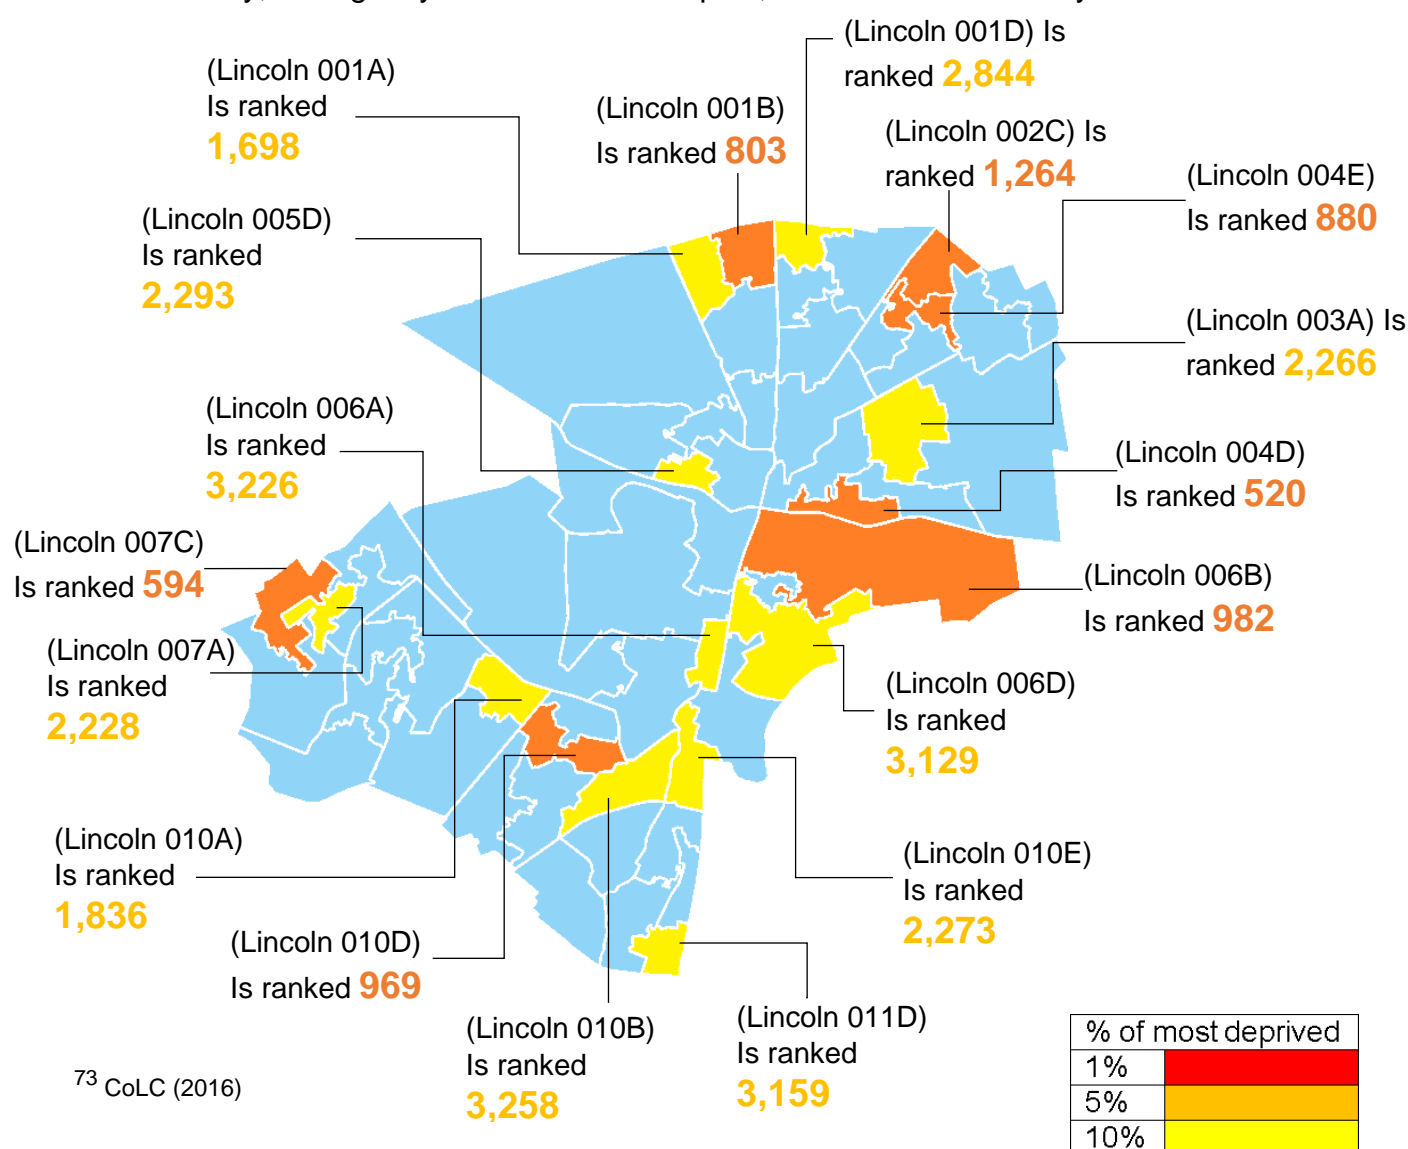 (Lincoln 001D) Is
ranked 2,844
(Lincoln 001A)
Is ranked
1,698
(Lincoln 001B)
Is ranked 803
(Lincoln 002C) Is
ranked 1,264
(Lincoln 004E)
Is ranked 880
(Lincoln 005D)
Is ranked
2,293
(Lincoln 003A) Is
ranked 2,266
(Lincoln 006A)
Is ranked
3,226
(Lincoln 004D)
Is ranked 520
(Lincoln 007C)
Is ranked 594
(Lincoln 006B)
Is ranked 982
(Lincoln 007A)
Is ranked
2,228
(Lincoln 006D)
Is ranked
3,129
(Lincoln 010A)
Is ranked
1,836
(Lincoln 010E)
Is ranked
2,273
(Lincoln 010D)
Is ranked 969
(Lincoln 010B)
Is ranked
3,258
(Lincoln 011D)
Is ranked
3,159
73 CoLC (2016)
% of most deprived
1%
5%
10%